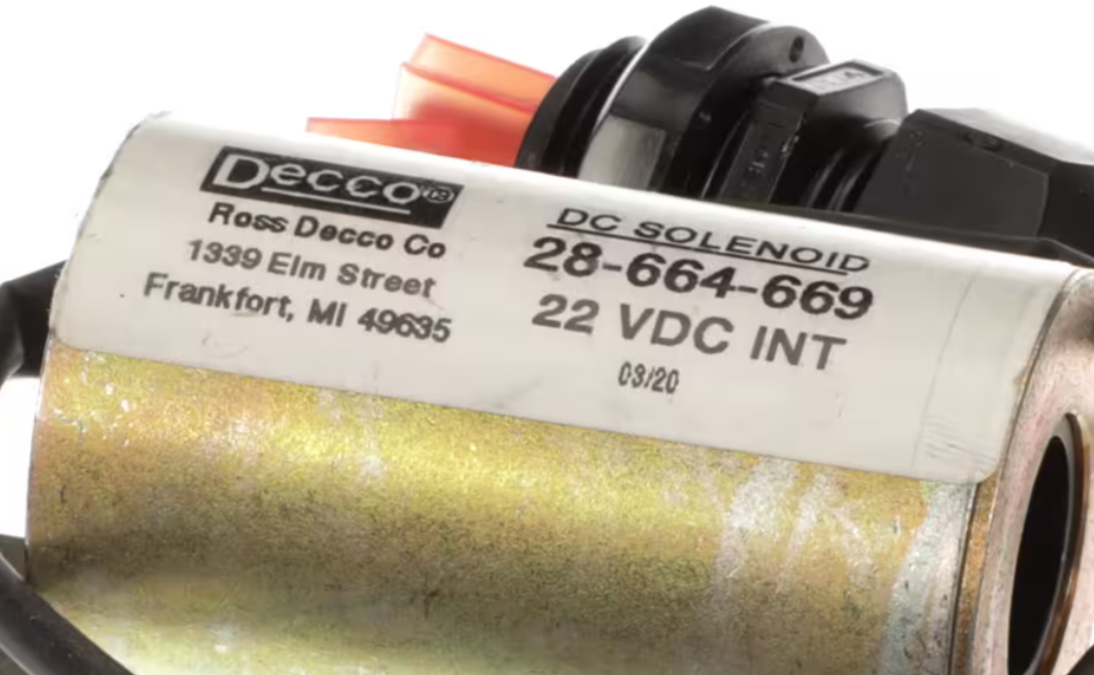 Decco
Ross Decco Co
1339 Elm Street
Frankfort, MI 49635
DC SOLENOID
28-664-669
22 VDC INT
03/20